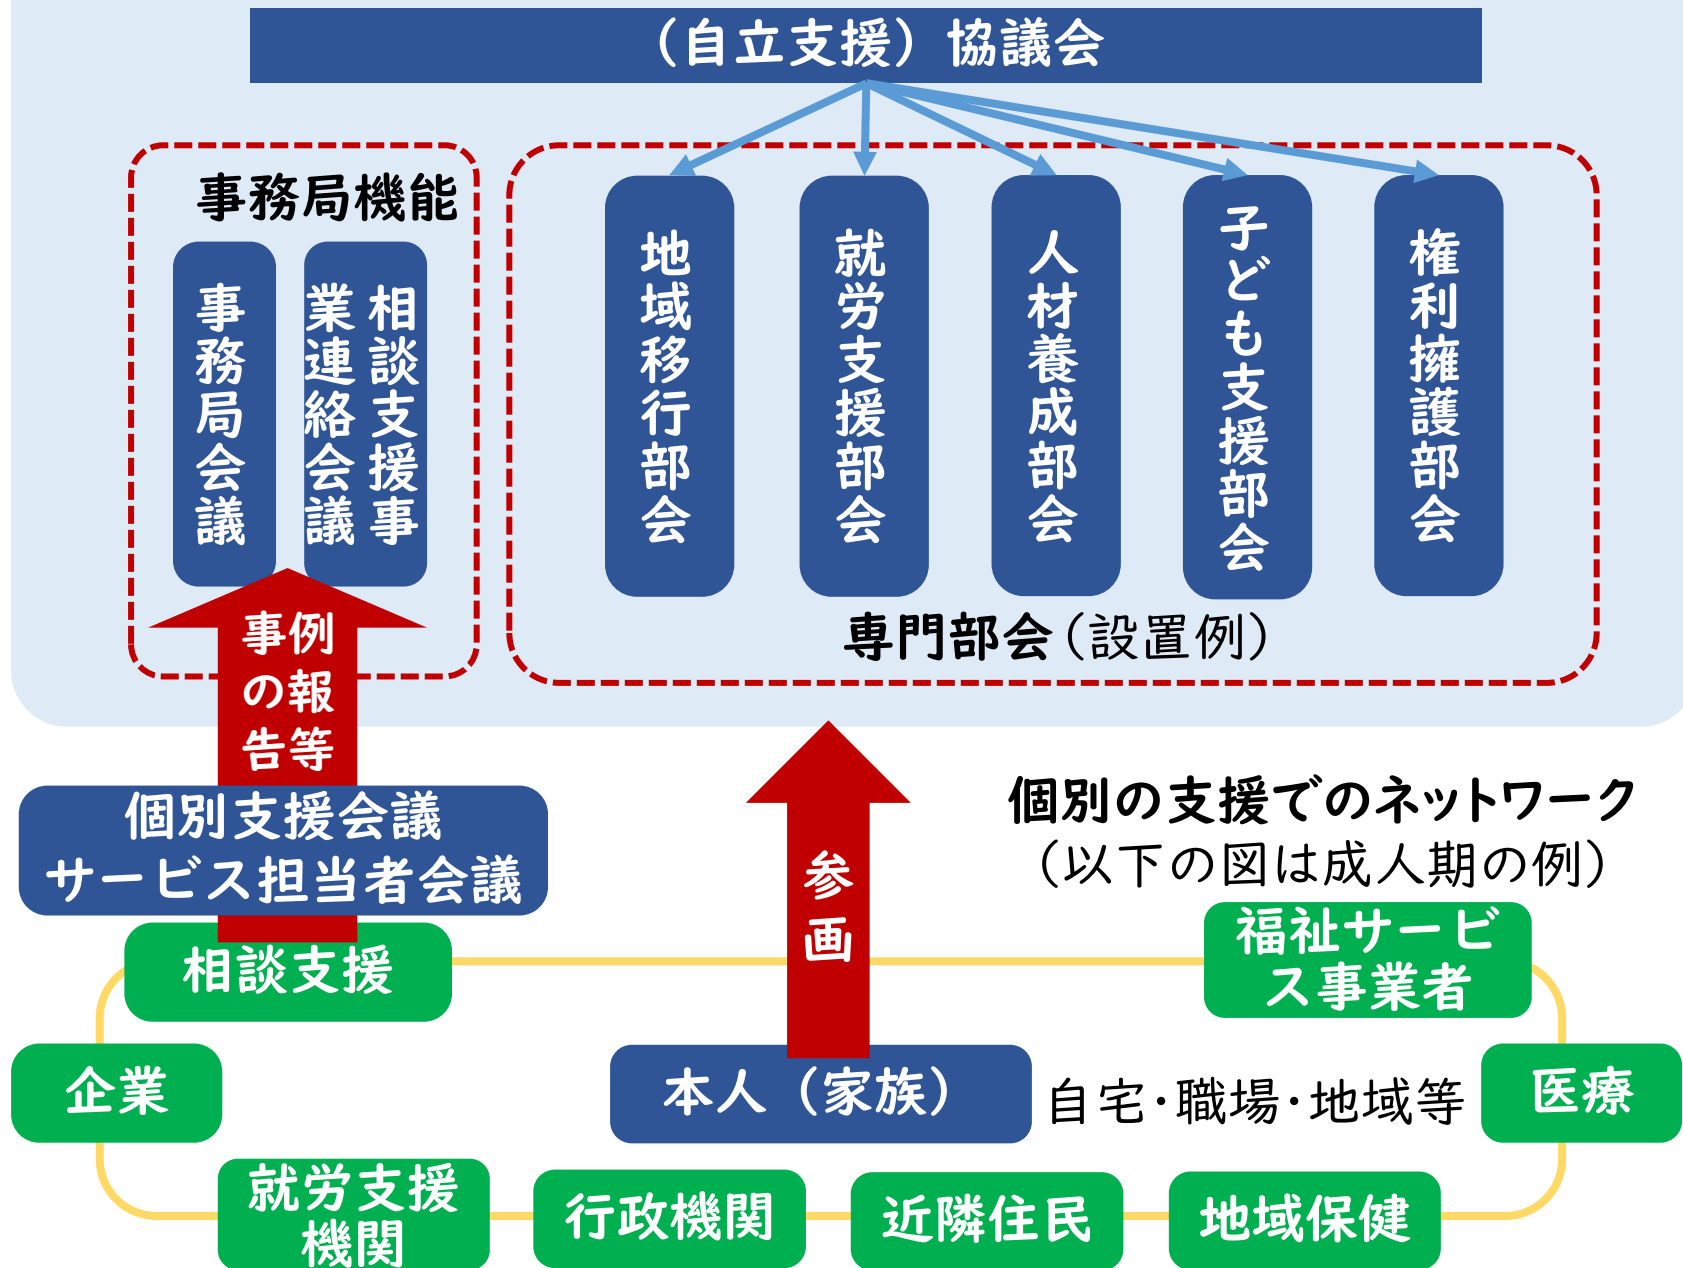 （自立支援）協議会
事務局機能
事務局会議
相談支援事
業連絡会議
地域移行部会
就労支援部会
人材養成部会
子ども支援部会
権利擁護部会
専門部会（設置例）
事例
の報
告等
個別支援会議
サービス担当者会議
参
画
個別の支援でのネットワーク
（以下の図は成人期の例）
相談支援
福祉サービ
ス事業者
企業
本人（家族）
自宅・職場・地域等
医療
就労支援
機関
行政機関
近隣住民
地域保健